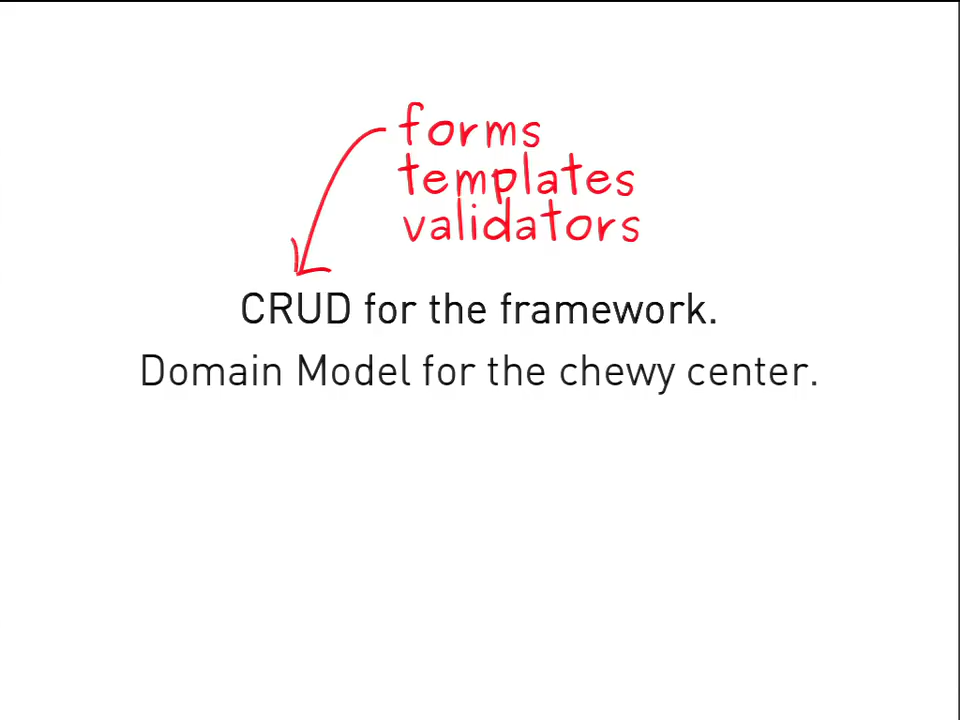 forms
templates
validators
CRUD for the framework.
Domain Model for the chewy center.